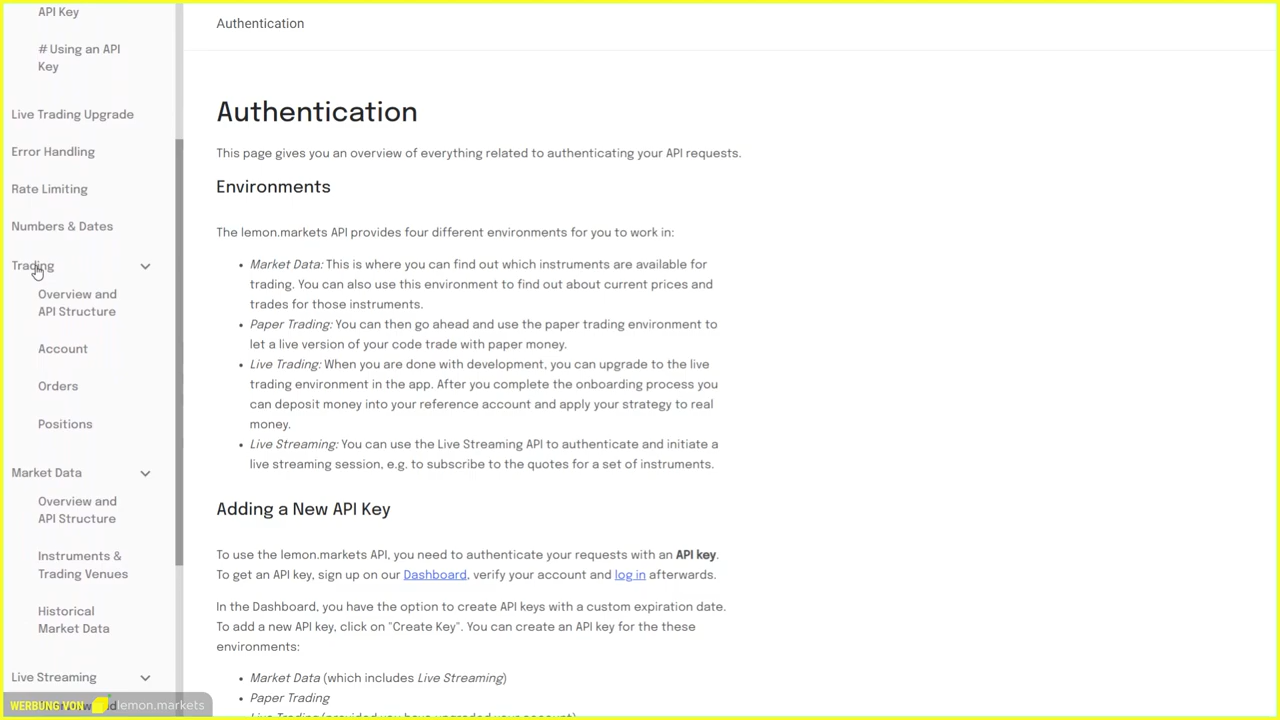 API Key
# Using an API
Key
Live Trading Upgrade
Error Handling
Rate Limiting
Numbers & Dates
Trading
Overview and
API Structure
Account
Orders
Positions
Market Data
Overview and
API Structure
Instruments &
Trading Venues
Historical
Market Data
Live Streaming
WERBUNG VON lemon.markets
Authentication
Authentication
This page gives you an overview of everything related to authenticating your API requests.
Environments
The lemon.markets API provides four different environments for you to work in:
• Market Data: This is where you can find out which instruments are available for
trading. You can also use this environment to find out about current prices and
trades for those instruments.
• Paper Trading: You can then go ahead and use the paper trading environment to
let a live version of your code trade with paper money.
• Live Trading: When you are done with development, you can upgrade to the live
trading environment in the app. After you complete the onboarding process you
can deposit money into your reference account and apply your strategy to real
money.
• Live Streaming: You can use the Live Streaming API to authenticate and initiate a
live streaming session, e.g. to subscribe to the quotes for a set of instruments.
Adding a New API Key
To use the lemon.markets API, you need to authenticate your requests with an API key.
To get an API key, sign up on our Dashboard, verify your account and log in afterwards.
In the Dashboard, you have the option to create API keys with a custom expiration date.
To add a new API key, click on "Create Key". You can create an API key for the these
environments:
• Market Data (which includes Live Streaming)
• Paper Trading
Live Trading (provided you have upgraded your account)